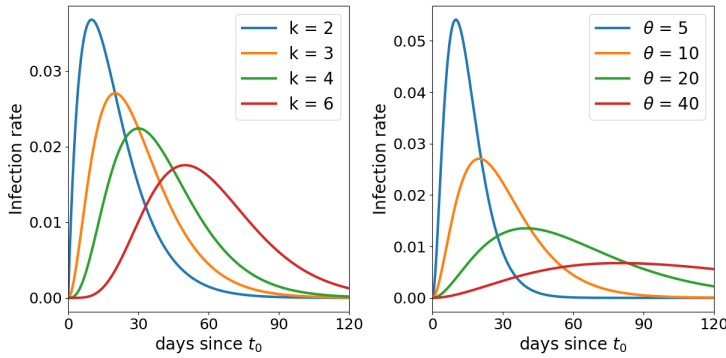 Infection rate
0.03
0.02
0.01
0.00
0
30
60
90
120
days since t₀
k = 2
k = 3
k = 4
k = 6
Infection rate
0.05
0.04
0.03
0.02
0.01
0.00
0
30
60
90
120
days since t₀
θ = 5
θ = 10
θ = 20
θ = 40